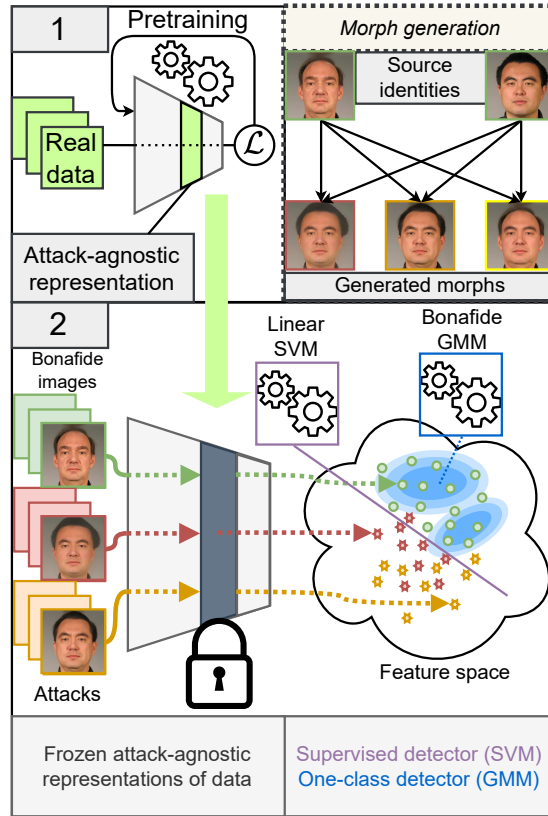 1
Pretraining
Real
data
ℒ
Attack-agnostic
representation
Morph generation
Source
identities
Generated morphs
2
Bonafide
images
Linear
SVM
Bonafide
GMM
Attacks
Feature space
Frozen attack-agnostic
representations of data
Supervised detector (SVM)
One-class detector (GMM)